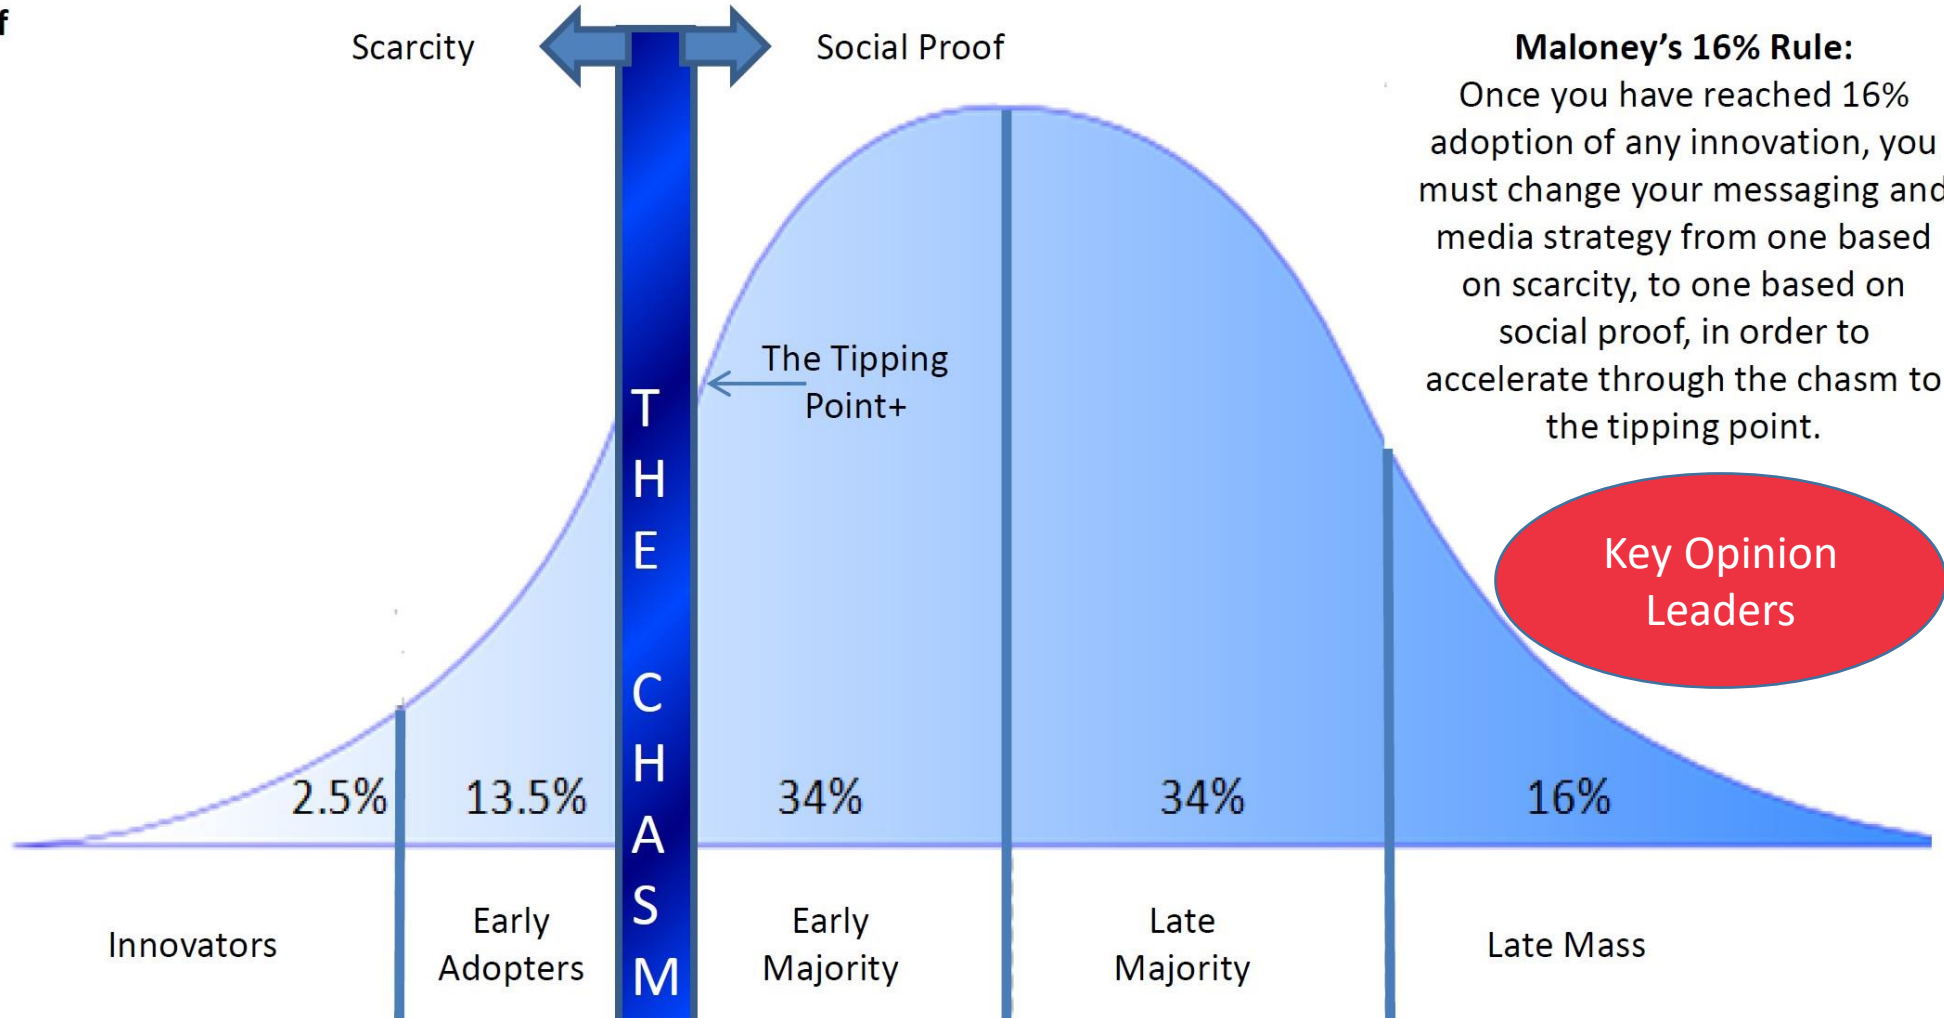 f
Scarcity
Social Proof
Maloney’s 16% Rule:
Once you have reached 16%
adoption of any innovation, you
must change your messaging and
media strategy from one based
on scarcity, to one based on
social proof, in order to
accelerate through the chasm to
the tipping point.
The Tipping
Point+
THE CHASM
Key Opinion
Leaders
2.5%
13.5%
34%
34%
16%
Innovators
Early
Adopters
Early
Majority
Late
Majority
Late Mass